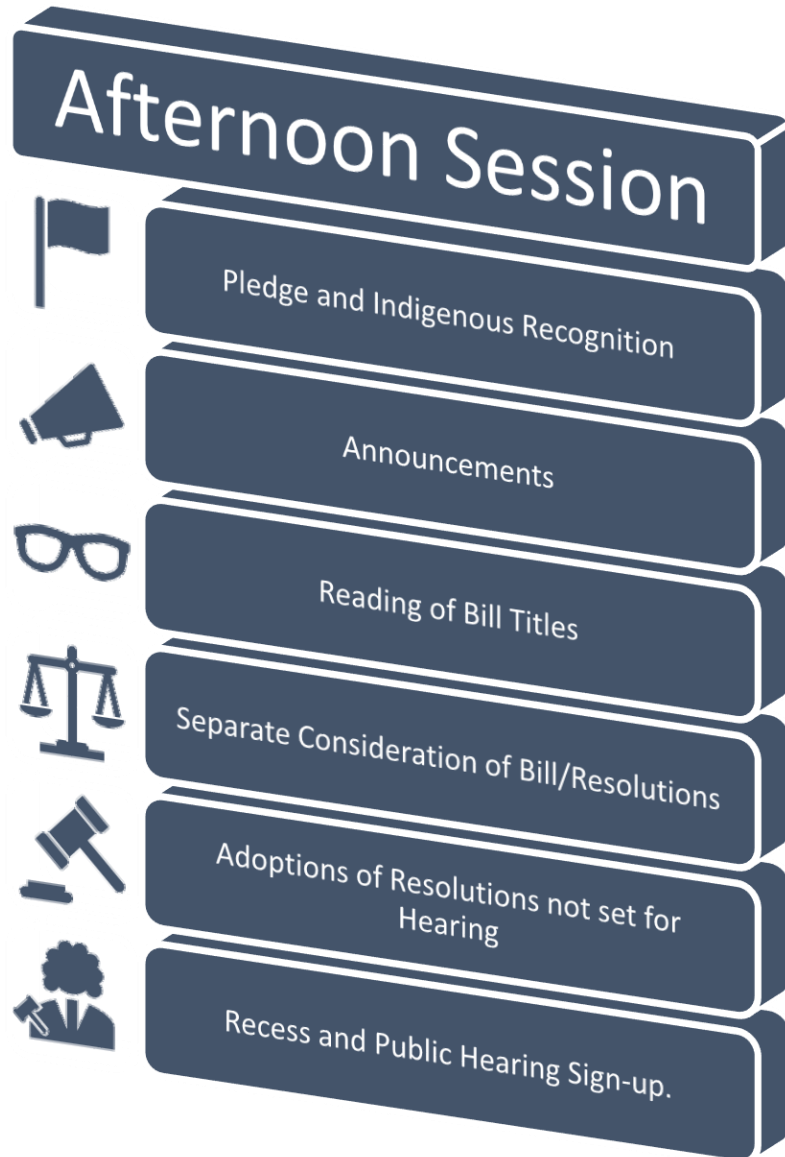 Afternoon Session
Pledge and Indigenous Recognition
Announcements
Reading of Bill Titles
Separate Consideration of Bill/Resolutions
Adoptions of Resolutions not set for
Hearing
Recess and Public Hearing Sign-up.